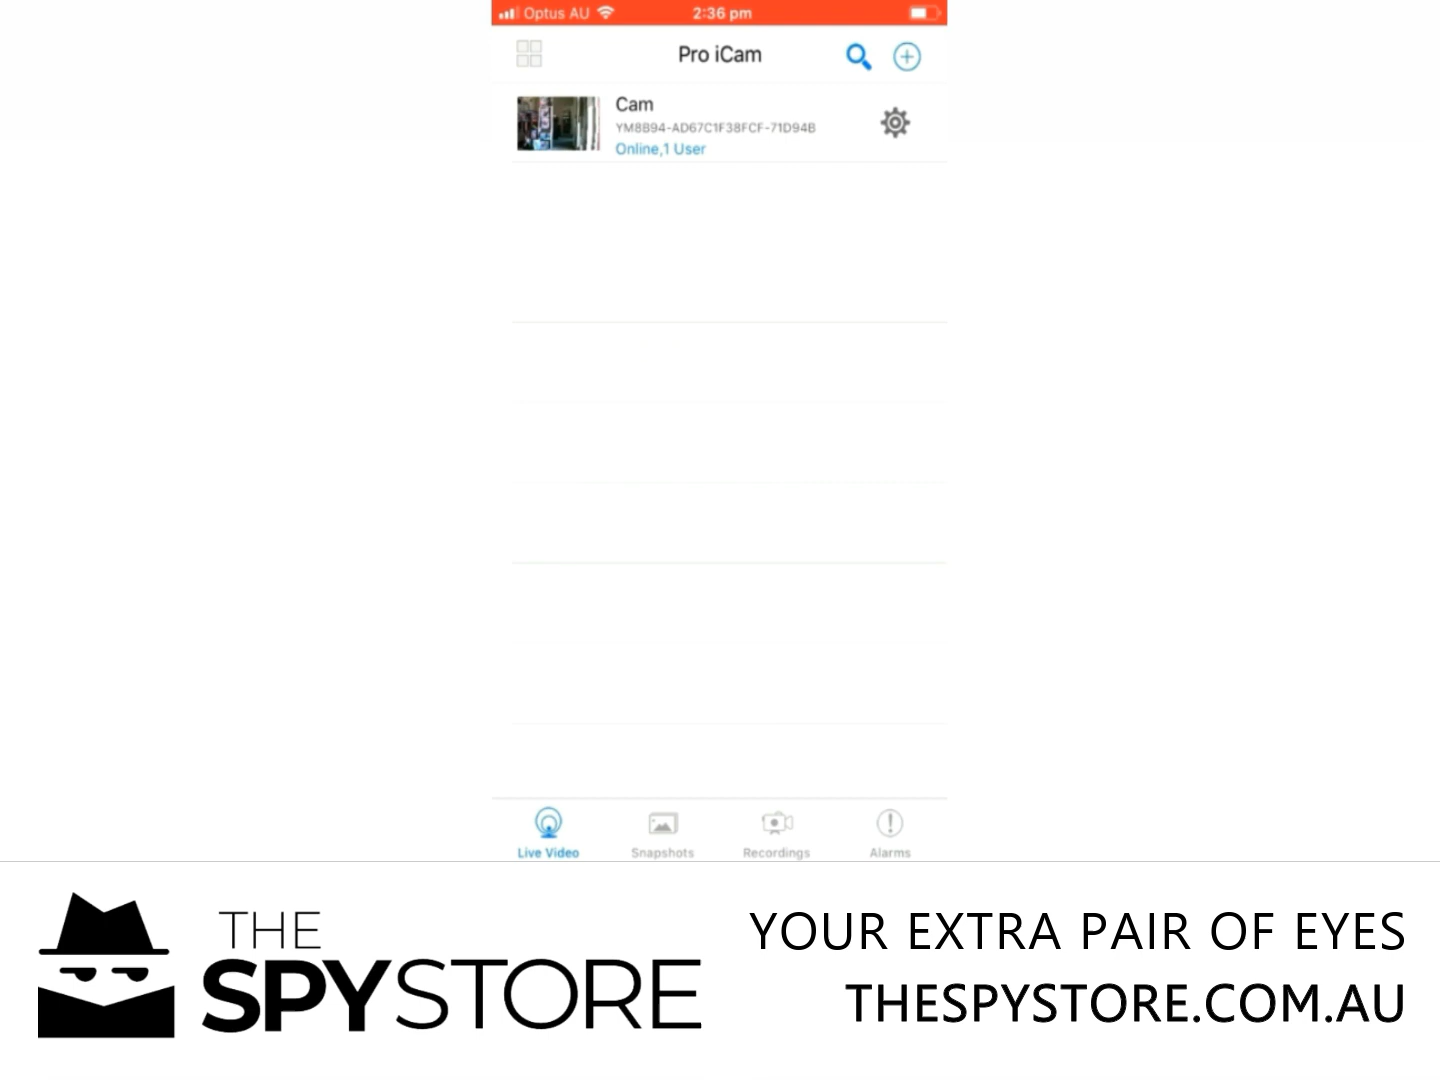 Optus AU
2:36 pm
Pro iCam
Cam
YM8B94-AD67C1F38FCF-71D94B
Online,1 User
Live Video
Snapshots
Recordings
Alarms
THE
SPYSTORE
YOUR EXTRA PAIR OF EYES
THESPYSTORE.COM.AU